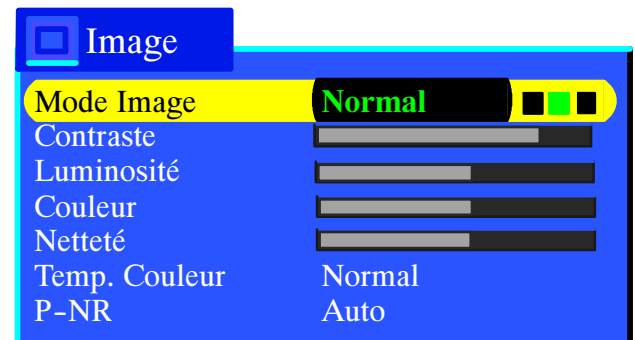 Image
Mode Image Normal
Contraste
Luminosité
Couleur
Netteté
Temp. Couleur Normal
P-NR Auto